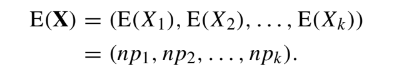 E(X) = (E(X₁), E(X₂), . . . , E(Xₖ))
= (np₁, np₂, . . . , npₖ).